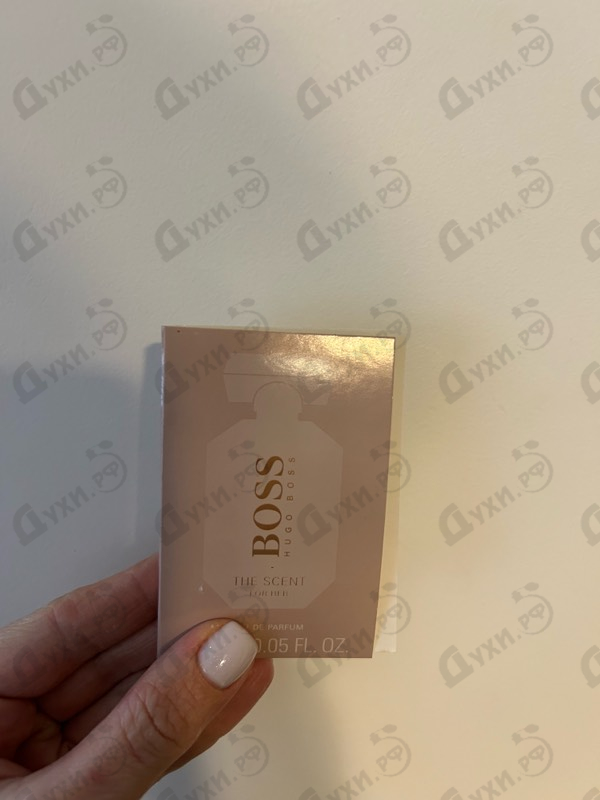 BOSS
HUGO BOSS
THE SCENT
FOR HER
DE PARFUM
0.05 FL. OZ.
Духи.рф